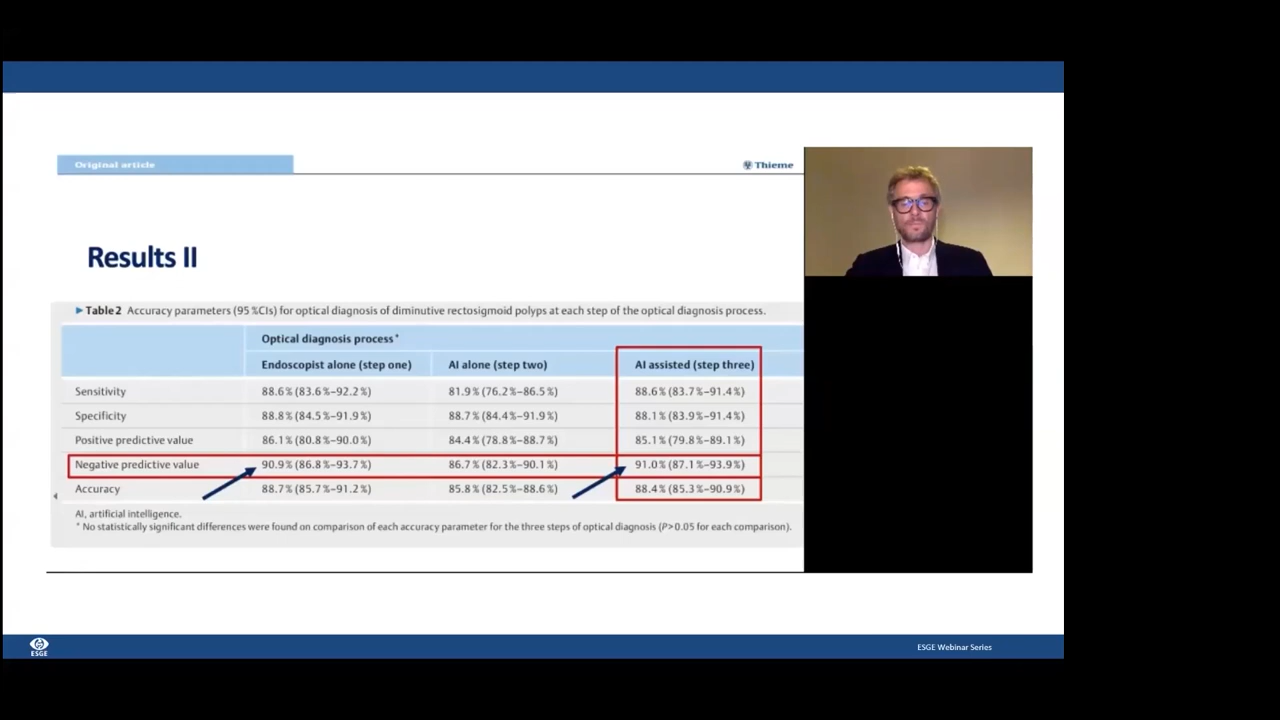 Original article
Thieme
Results II
Table 2 Accuracy parameters (95 %CIs) for optical diagnosis of diminutive rectosigmoid polyps at each step of the optical diagnosis process.
Optical diagnosis process*
Endoscopist alone (step one) AI alone (step two) AI assisted (step three)
Sensitivity 88.6% (83.6%–92.2%) 81.9% (76.2%–86.5%) 88.6% (83.7%–91.4%)
Specificity 88.8% (84.5%–91.9%) 88.7% (84.4%–91.9%) 88.1% (83.9%–91.4%)
Positive predictive value 86.1% (80.8%–90.0%) 84.4% (78.8%–88.7%) 85.1% (79.8%–89.1%)
Negative predictive value 90.9% (86.8%–93.7%) 86.7% (82.3%–90.1%) 91.0% (87.1%–93.9%)
Accuracy 88.7% (85.7%–91.2%) 85.8% (82.5%–88.6%) 88.4% (85.3%–90.9%)
AI, artificial intelligence.
* No statistically significant differences were found on comparison of each accuracy parameter for the three steps of optical diagnosis (P>0.05 for each comparison).
ESGE
ESGE Webinar Series